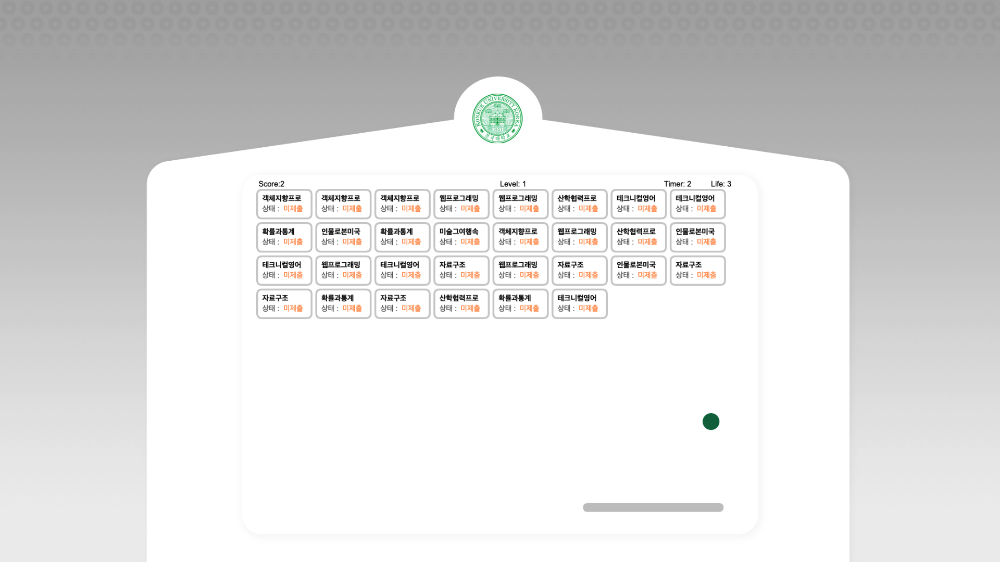 KONKUK UNIVERSITY KOREA
1931
건국대학교
Score:2 Level: 1 Timer: 2 Life: 3
객체지향프로 객체지향프로 객체지향프로 웹프로그래밍 웹프로그래밍 산학협력프로 테크니컬영어 테크니컬영어
상태 : 미제출 상태 : 미제출 상태 : 미제출 상태 : 미제출 상태 : 미제출 상태 : 미제출 상태 : 미제출 상태 : 미제출
확률과통계 인물로본미국 확률과통계 미술그여행속 객체지향프로 웹프로그래밍 산학협력프로 인물로본미국
상태 : 미제출 상태 : 미제출 상태 : 미제출 상태 : 미제출 상태 : 미제출 상태 : 미제출 상태 : 미제출 상태 : 미제출
테크니컬영어 웹프로그래밍 테크니컬영어 자료구조 웹프로그래밍 자료구조 인물로본미국 자료구조
상태 : 미제출 상태 : 미제출 상태 : 미제출 상태 : 미제출 상태 : 미제출 상태 : 미제출 상태 : 미제출 상태 : 미제출
자료구조 확률과통계 자료구조 산학협력프로 확률과통계 테크니컬영어
상태 : 미제출 상태 : 미제출 상태 : 미제출 상태 : 미제출 상태 : 미제출 상태 : 미제출